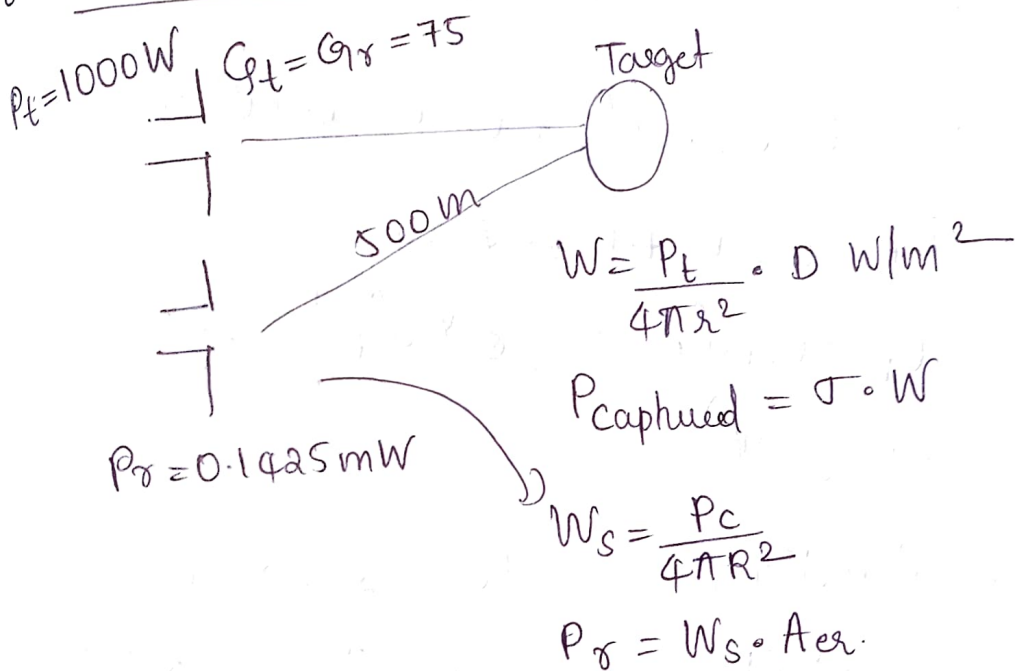 Pt=1000W
Gt=Gr=75
Target
500m
W = Pt/4πr² . D W/m²
Pcaptured = σ.W
Pr=0.1425mW
Ws = Pc/4πR²
Pr = Ws. Aer.